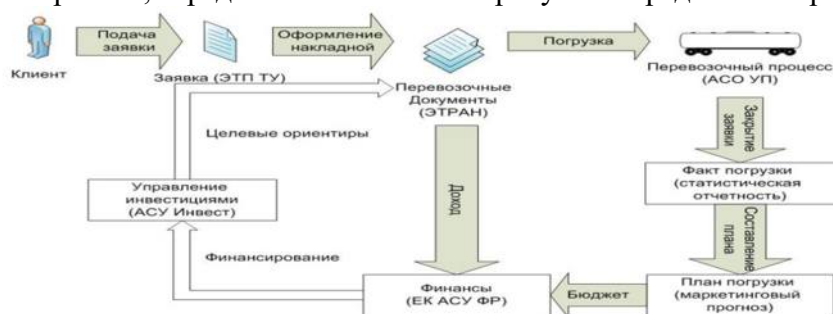 Подача
заявки
Оформление
накладной
Погрузка
Клиент
Заявка (ЭТП ТУ)
Перевозочные
Документы
(ЭТРАН)
Перевозочный процесс
(АСО УП)
Целевые ориентиры
Закрытие
заявки
Управление
инвестициями
(АСУ Инвест)
Доход
Факт погрузки
(статистическая
отчетность)
Составление
плана
Финансирование
Финансы
(ЕК АСУ ФР)
Бюджет
План погрузки
(маркетинговый
прогноз)